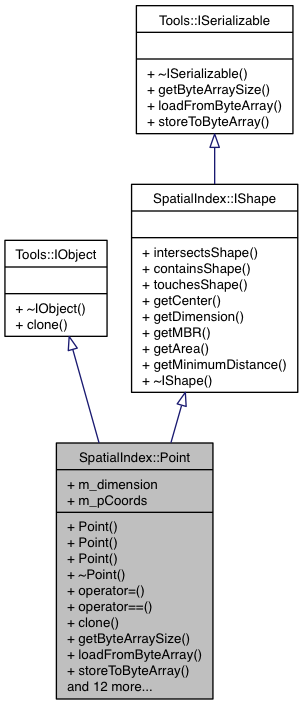 Tools::ISerializable
+ ~ISerializable()
+ getByteArraySize()
+ loadFromByteArray()
+ storeToByteArray()
SpatialIndex::IShape
+ intersectsShape()
+ containsShape()
+ touchesShape()
+ getCenter()
+ getDimension()
+ getMBR()
+ getArea()
+ getMinimumDistance()
+ ~IShape()
Tools::IObject
+ ~IObject()
+ clone()
SpatialIndex::Point
+ m_dimension
+ m_pCoords
+ Point()
+ Point()
+ Point()
+ ~Point()
+ operator=()
+ operator==()
+ clone()
+ getByteArraySize()
+ loadFromByteArray()
+ storeToByteArray()
and 12 more...